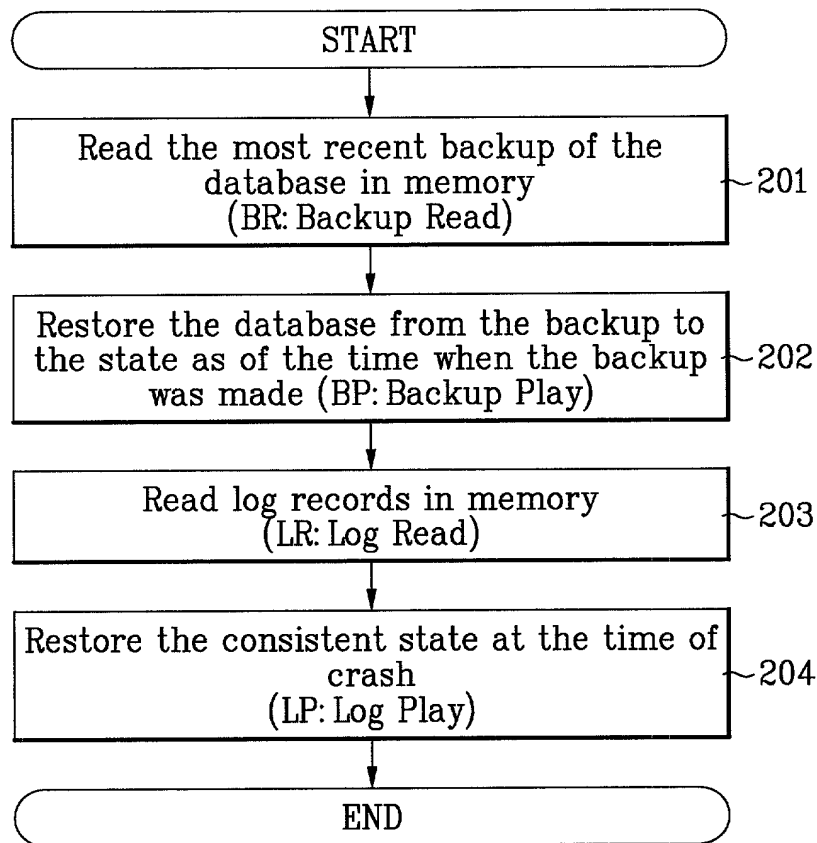 START
Read the most recent backup of the
database in memory
(BR: Backup Read)
201
Restore the database from the backup to
the state as of the time when the backup
was made (BP: Backup Play)
202
Read log records in memory
(LR: Log Read)
203
Restore the consistent state at the time of
crash
(LP: Log Play)
204
END